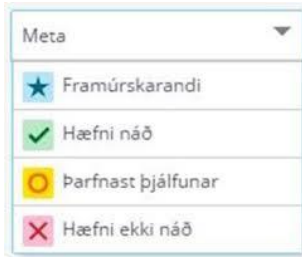 Meta
Framúrskarandi
Hæfni náð
Þarfnast þjálfunar
Hæfni ekki náð